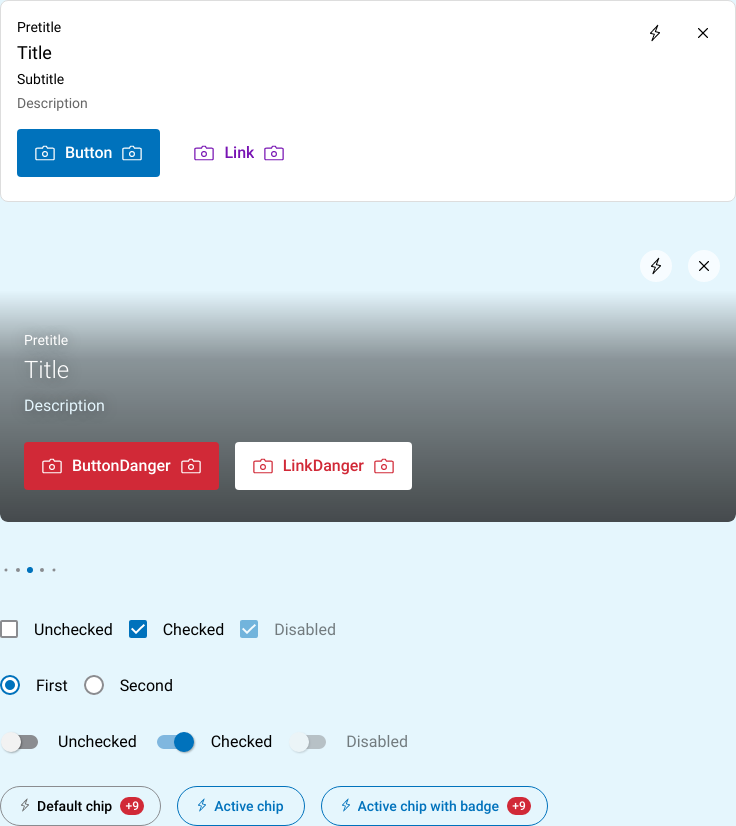 Pretitle
Title
Subtitle
Description
Button Link
Pretitle
Title
Description
ButtonDanger LinkDanger
Unchecked Checked Disabled
First Second
Unchecked Checked Disabled
Default chip +9 Active chip Active chip with badge +9